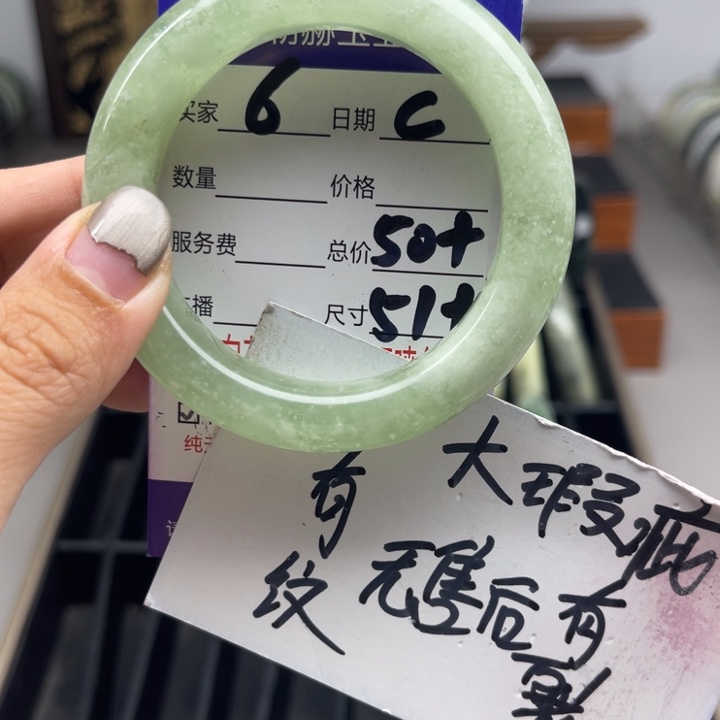 买家 6 日期 C
数量 价格
服务费 总价 50+
播 尺寸 51+
大瑕疵
有纹
无售后有